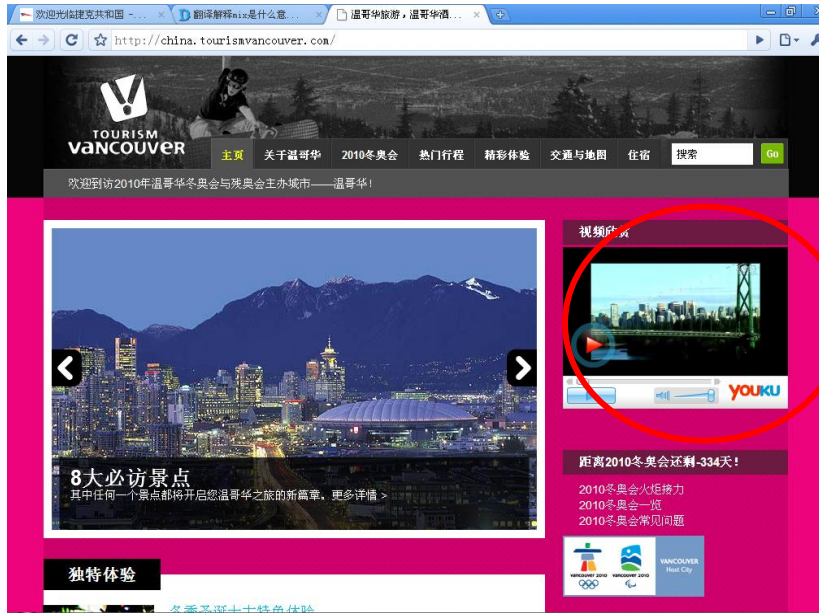 欢迎光临捷克共和国 - ...
翻译解释mix是什么意...
温哥华旅游,温哥华酒...
http://china.tourismvancouver.com/
TOURISM
VANCOUVER
主页 关于温哥华 2010冬奥会 热门行程 精彩体验 交通与地图 住宿 搜索 Go
欢迎到访2010年温哥华冬奥会与残奥会主办城市——温哥华!
视频欣赏
YOUKU
8大必访景点
其中任何一个景点都将开启您温哥华之旅的新篇章。更多详情 >
距离2010冬奥会还剩-334天!
2010冬奥会火炬接力
2010冬奥会一览
2010冬奥会常见问题
vancouver 2010 vancouver 2010 VANCOUVER
Host City
独特体验